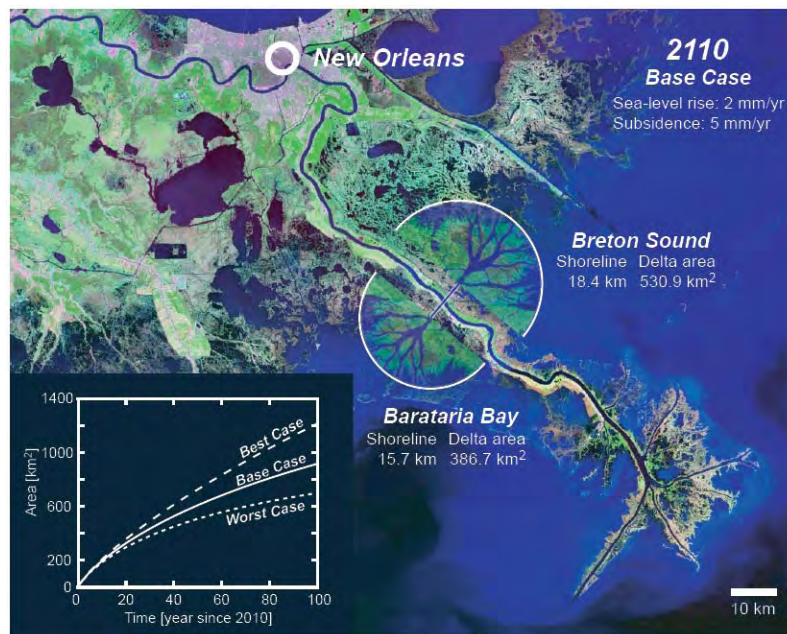 New Orleans
2110
Base Case
Sea-level rise: 2 mm/yr
Subsidence: 5 mm/yr
Breton Sound
Shoreline Delta area
18.4 km 530.9 km²
Barataria Bay
Shoreline Delta area
15.7 km 386.7 km²
1400
1200
1000
800
600
400
200
0
Area [km²]
Best Case
Base Case
Worst Case
0 20 40 60 80 100
Time [year since 2010]
10 km